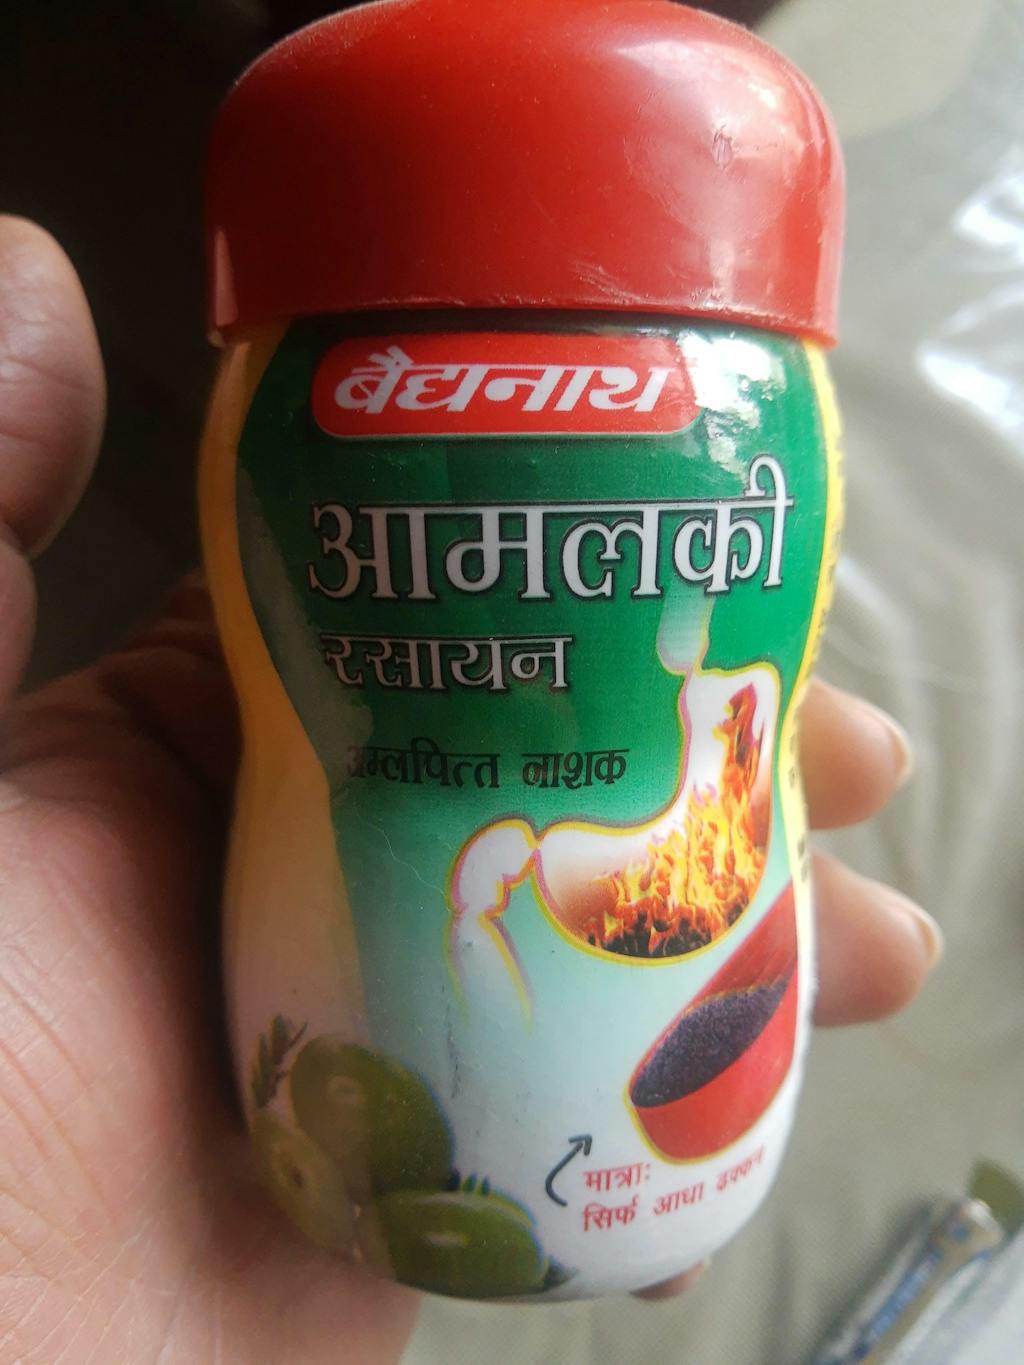 बैद्यनाथ
आमलकी
रसायन
अम्लपित्त नाशक
मात्रा:
सिर्फ आधा ढक्कन